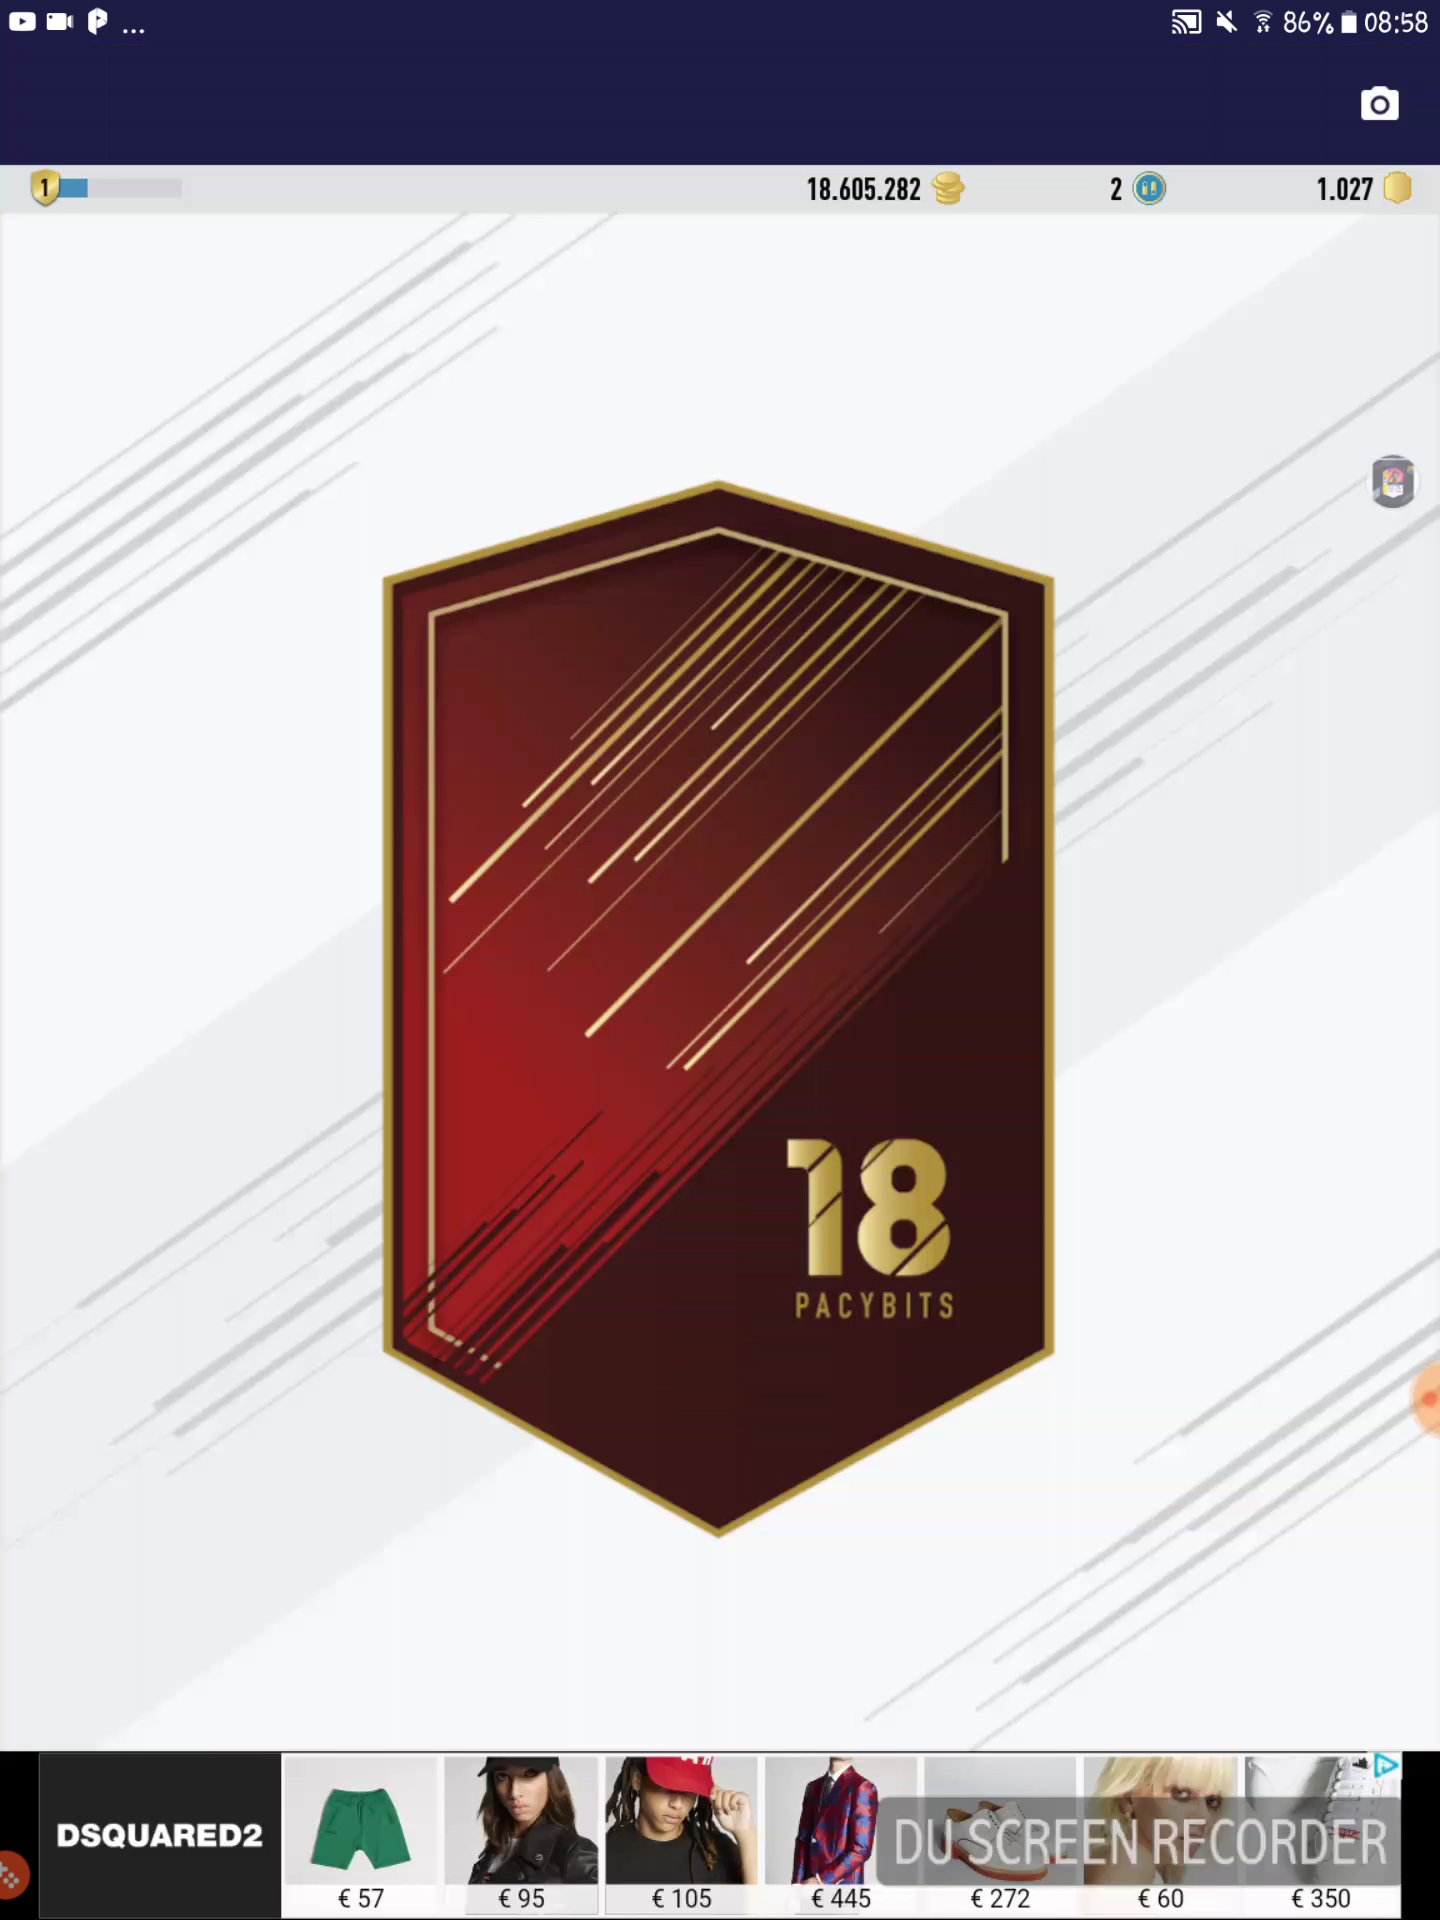 ... 86% 08:58
1 18.605.282 2 1.027
18
PACYBITS
DSQUARED2
DU SCREEN RECORDER
€ 57 € 95 € 105 € 445 € 272 € 60 € 350